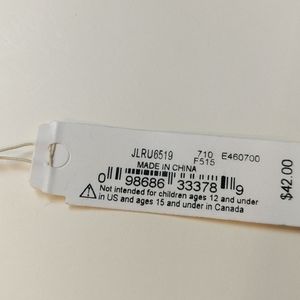 JLRU6519 710 E460700
MADE IN CHINA F515
0 98686 33378 9
Not intended for children ages 12 and under
in US and ages 15 and under in Canada
$42.00